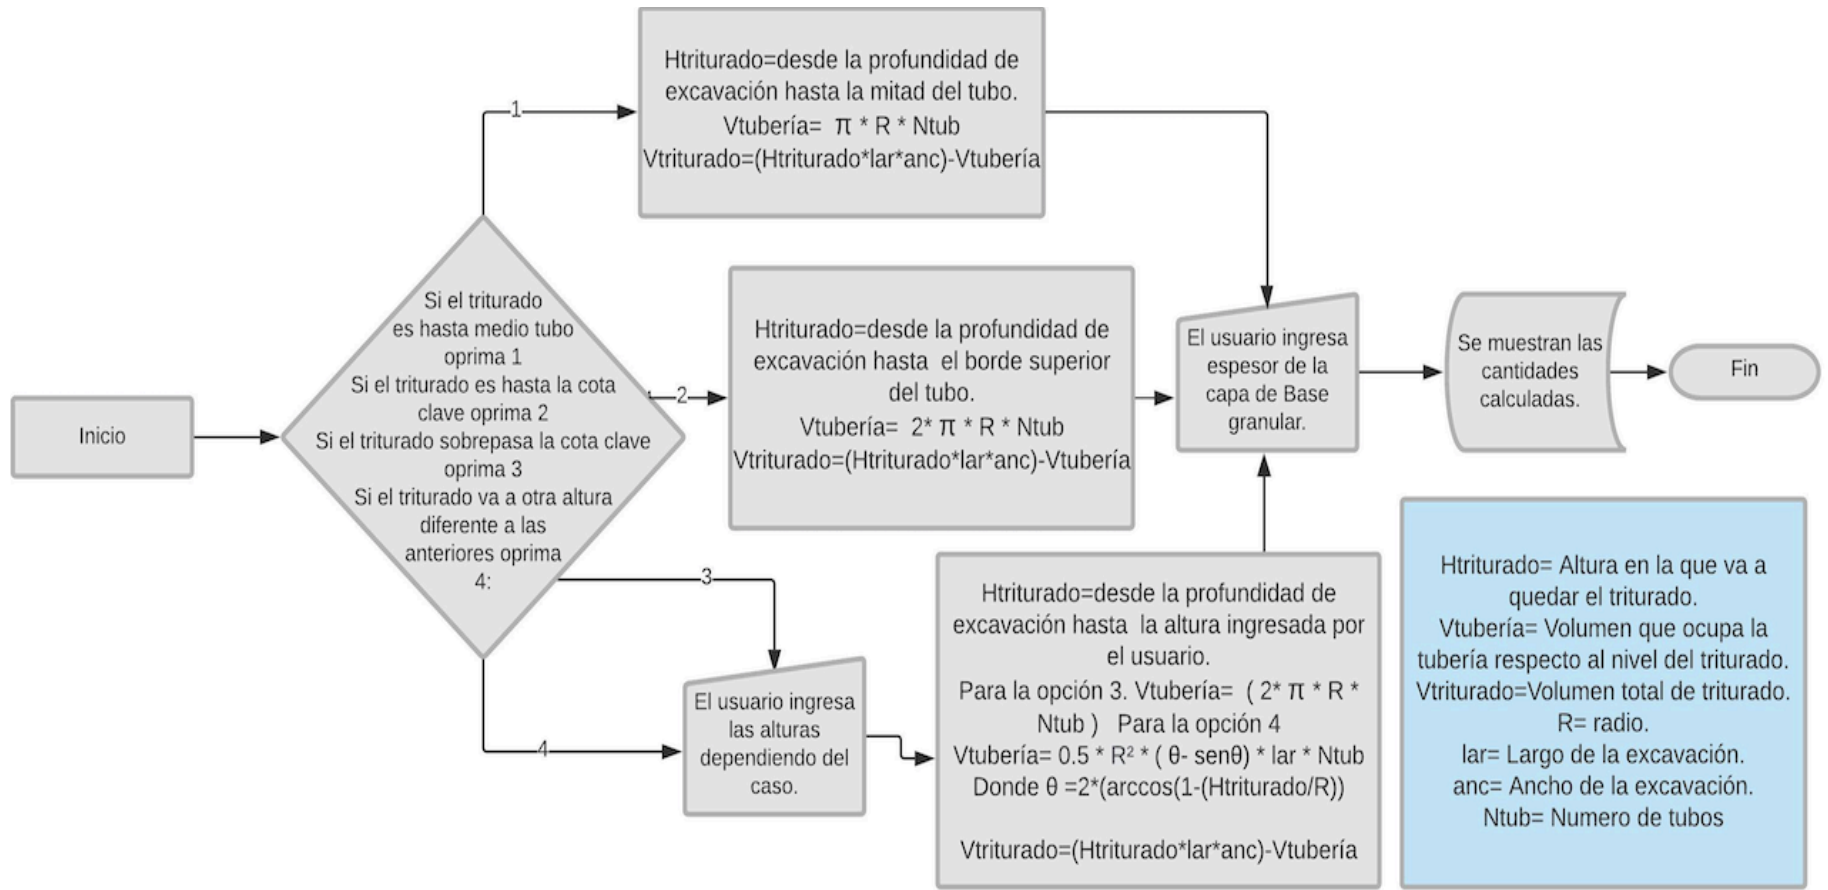 Inicio
Si el triturado
es hasta medio tubo
oprima 1
Si el triturado es hasta la cota
clave oprima 2
Si el triturado sobrepasa la cota clave
oprima 3
Si el triturado va a otra altura
diferente a las
anteriores oprima
4:
1
Htriturado=desde la profundidad de
excavación hasta la mitad del tubo.
Vtubería= π * R * Ntub
Vtriturado=(Htriturado*lar*anc)-Vtubería
2
Htriturado=desde la profundidad de
excavación hasta el borde superior
del tubo.
Vtubería= 2* π * R * Ntub
Vtriturado=(Htriturado*lar*anc)-Vtubería
3
4
El usuario ingresa
las alturas
dependiendo del
caso.
Htriturado=desde la profundidad de
excavación hasta la altura ingresada por
el usuario.
Para la opción 3. Vtubería= ( 2* π * R *
Ntub ) Para la opción 4
Vtubería= 0.5 * R² * ( θ- senθ) * lar * Ntub
Donde θ =2*(arccos(1-(Htriturado/R))
Vtriturado=(Htriturado*lar*anc)-Vtubería
El usuario ingresa
espesor de la
capa de Base
granular.
Se muestran las
cantidades
calculadas.
Fin
Htriturado= Altura en la que va a
quedar el triturado.
Vtubería= Volumen que ocupa la
tubería respecto al nivel del triturado.
Vtriturado=Volumen total de triturado.
R= radio.
lar= Largo de la excavación.
anc= Ancho de la excavación.
Ntub= Numero de tubos